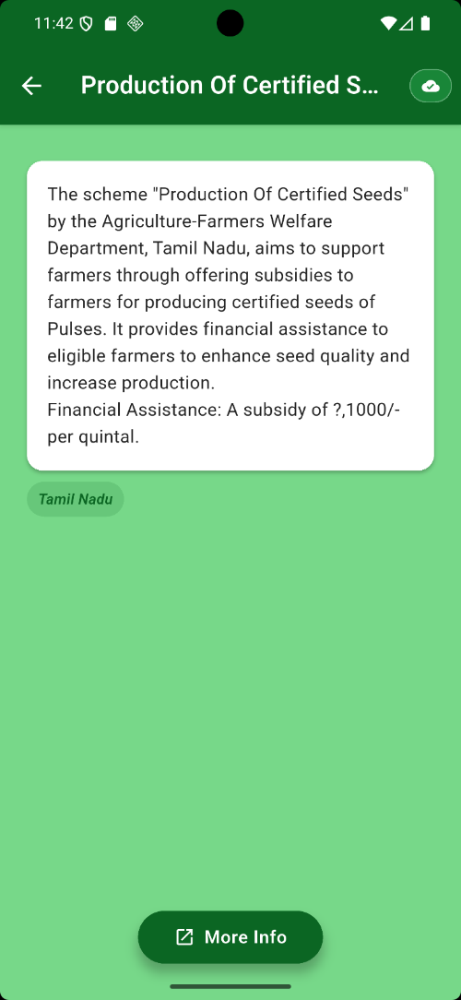 11:42
Production Of Certified S...
The scheme "Production Of Certified Seeds"
by the Agriculture-Farmers Welfare
Department, Tamil Nadu, aims to support
farmers through offering subsidies to
farmers for producing certified seeds of
Pulses. It provides financial assistance to
eligible farmers to enhance seed quality and
increase production.
Financial Assistance: A subsidy of ?,1000/-
per quintal.
Tamil Nadu
More Info